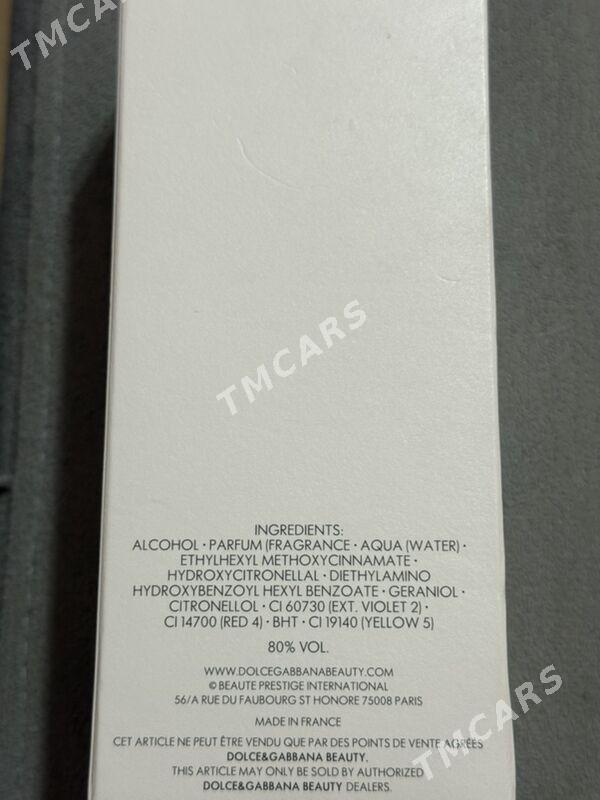 TMCARS
TMCARS
INGREDIENTS:
ALCOHOL · PARFUM (FRAGRANCE · AQUA (WATER) ·
ETHYLHEXYL METHOXYCINNAMATE ·
HYDROXYCITRONELLAL · DIETHYLAMINO
HYDROXYBENZOYL HEXYL BENZOATE · GERANIOL ·
CITRONELLOL · CI 60730 (EXT. VIOLET 2) ·
CI 14700 (RED 4) · BHT · CI 19140 (YELLOW 5)
80% VOL.
WWW.DOLCEGABBANABEAUTY.COM
© BEAUTE PRESTIGE INTERNATIONAL
56/A RUE DU FAUBOURG ST HONORE 75008 PARIS
MADE IN FRANCE
CET ARTICLE NE PEUT ÊTRE VENDU QUE PAR DES POINTS DE VENTE AGRÉÉS
DOLCE&GABBANA BEAUTY.
THIS ARTICLE MAY ONLY BE SOLD BY AUTHORIZED
DOLCE&GABBANA BEAUTY DEALERS.
TMCARS